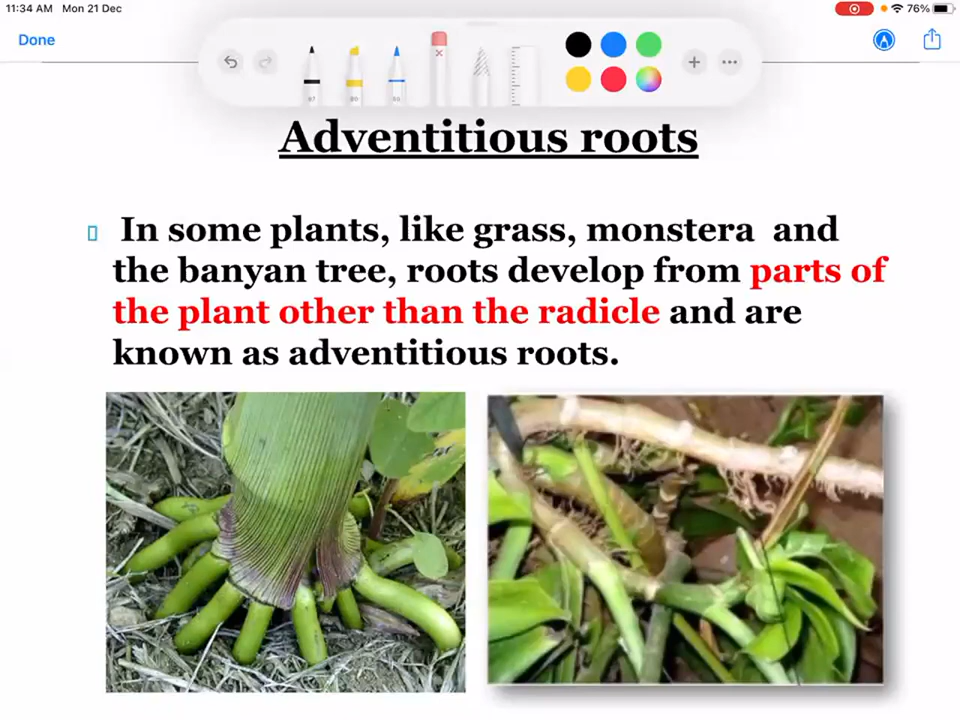 11:34 AM Mon 21 Dec
76%
Done
Adventitious roots
In some plants, like grass, monstera and
the banyan tree, roots develop from parts of
the plant other than the radicle and are
known as adventitious roots.